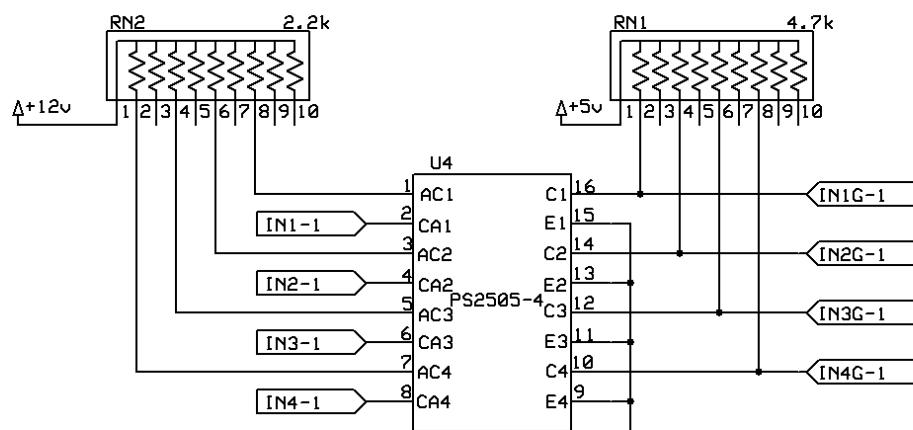 RN2 2.2k
RN1 4.7k
+12v 1 2 3 4 5 6 7 8 9 10
+5v 1 2 3 4 5 6 7 8 9 10
U4
1 AC1 C1 16 IN1G-1
IN1-1 2 CA1 E1 15
3 AC2 C2 14 IN2G-1
IN2-1 4 CA2 E2 13
PS2505-4
5 AC3 C3 12 IN3G-1
IN3-1 6 CA3 E3 11
7 AC4 C4 10 IN4G-1
IN4-1 8 CA4 E4 9